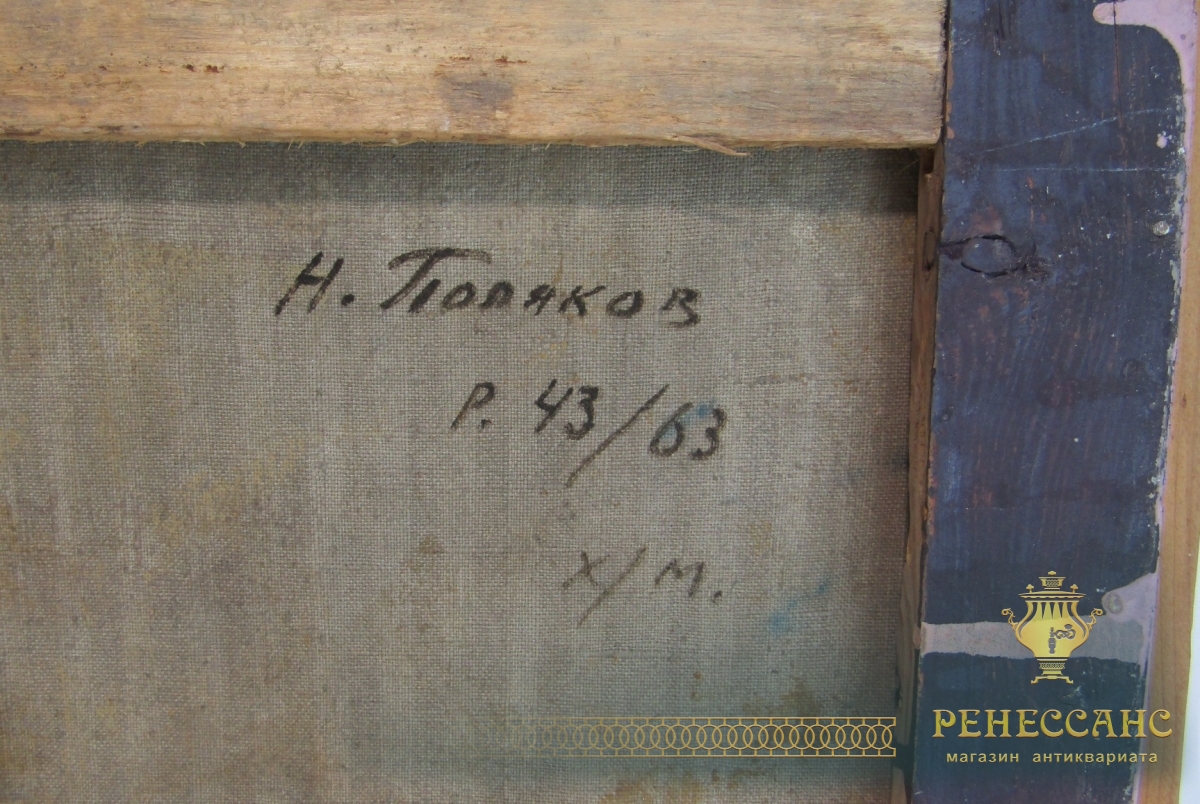 Н. Поляков
Р. 43/63
х/м.
РЕНЕССАНС
магазин антиквариата